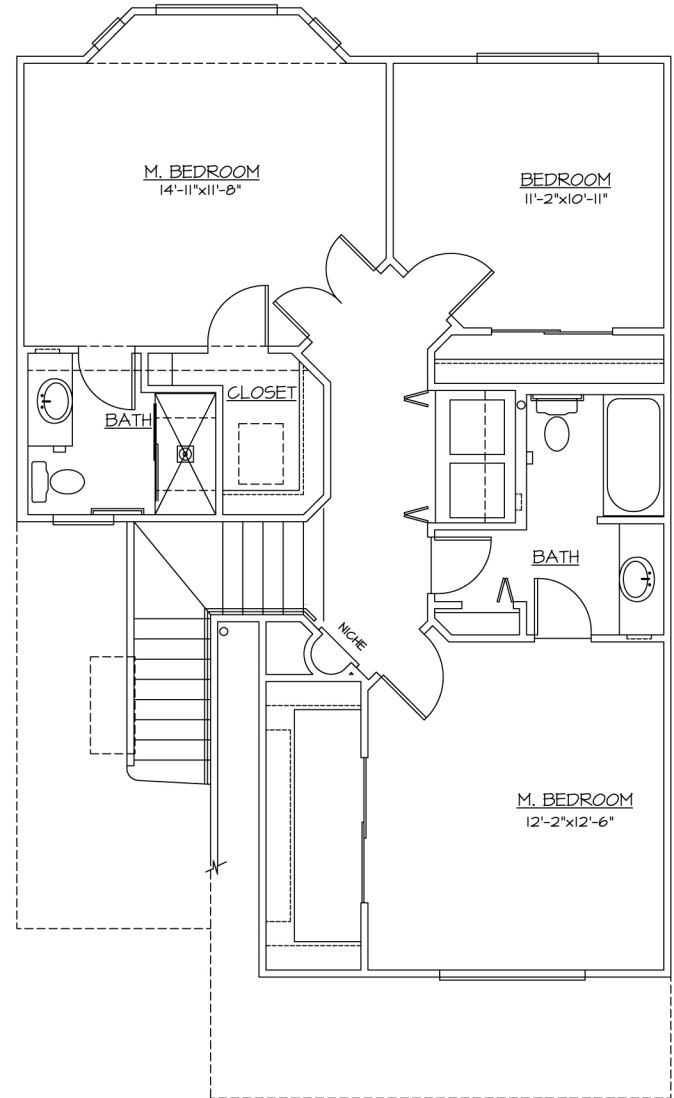 M. BEDROOM
14'-11"x11'-8"
BEDROOM
11'-2"x10'-11"
CLOSET
BATH
BATH
NICHE
M. BEDROOM
12'-2"x12'-6"